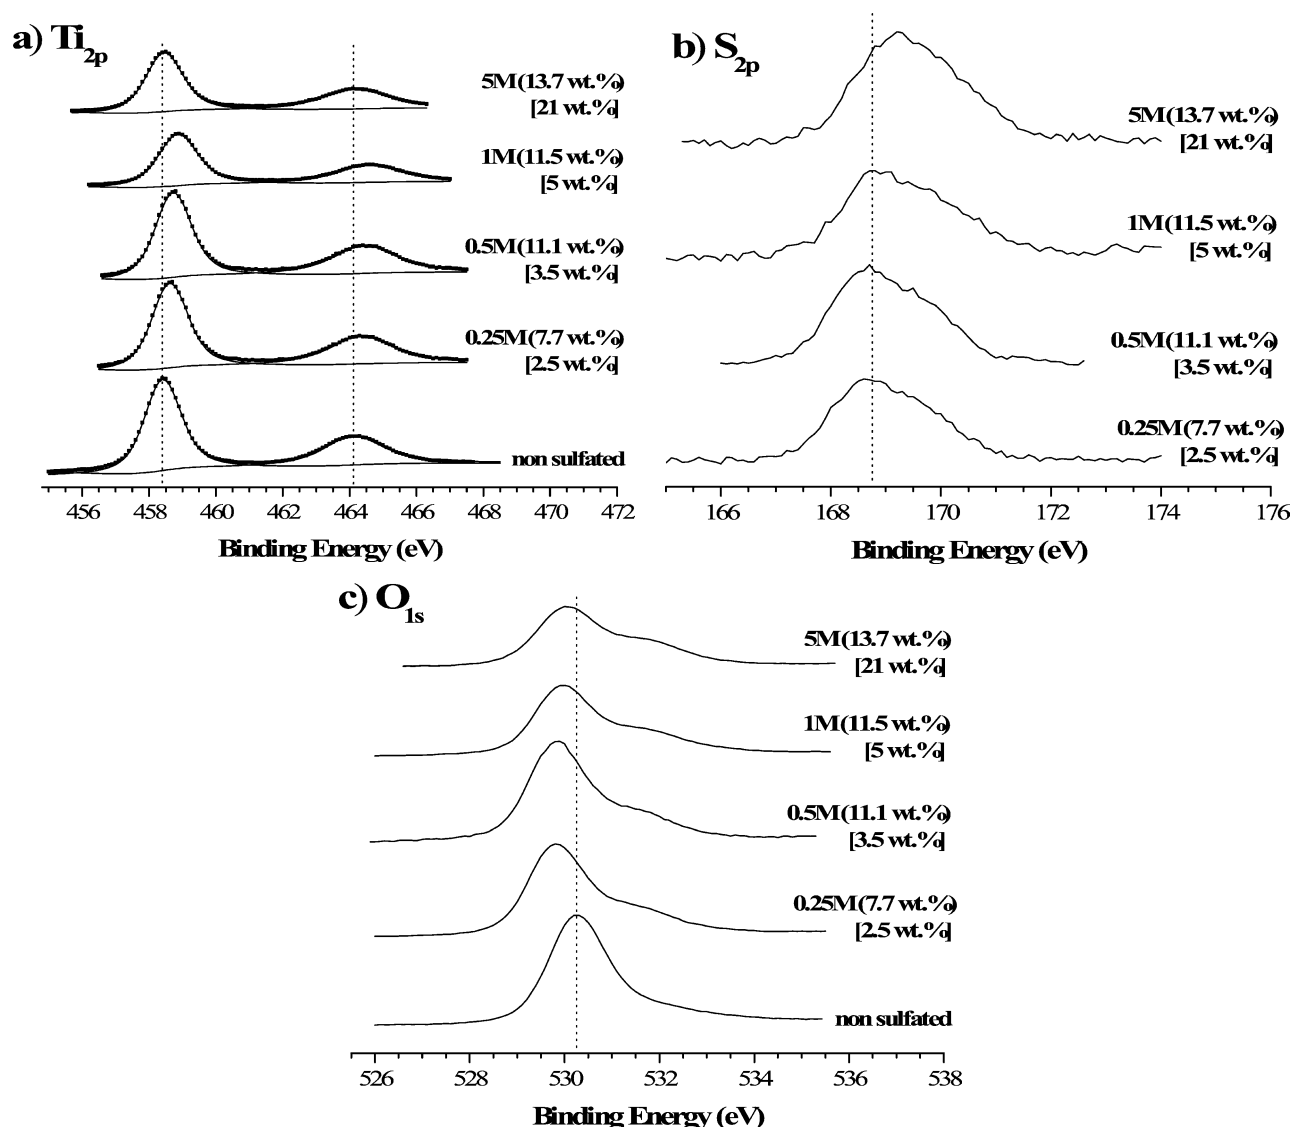 a) Ti2p
5M(13.7 wt.%)
[21 wt.%]
1M(11.5 wt.%)
[5 wt.%]
0.5M(11.1 wt.%)
[3.5 wt.%]
0.25M(7.7 wt.%)
[2.5 wt.%]
non sulfated
456 458 460 462 464 466 468 470 472
Binding Energy (eV)
b) S2p
5M(13.7 wt.%)
[21 wt.%]
1M(11.5 wt.%)
[5 wt.%]
0.5M(11.1 wt.%)
[3.5 wt.%]
0.25M(7.7 wt.%)
[2.5 wt.%]
166 168 170 172 174 176
Binding Energy (eV)
c) O1s
5M(13.7 wt.%)
[21 wt.%]
1M(11.5 wt.%)
[5 wt.%]
0.5M(11.1 wt.%)
[3.5 wt.%]
0.25M(7.7 wt.%)
[2.5 wt.%]
non sulfated
526 528 530 532 534 536 538
Binding Energy (eV)